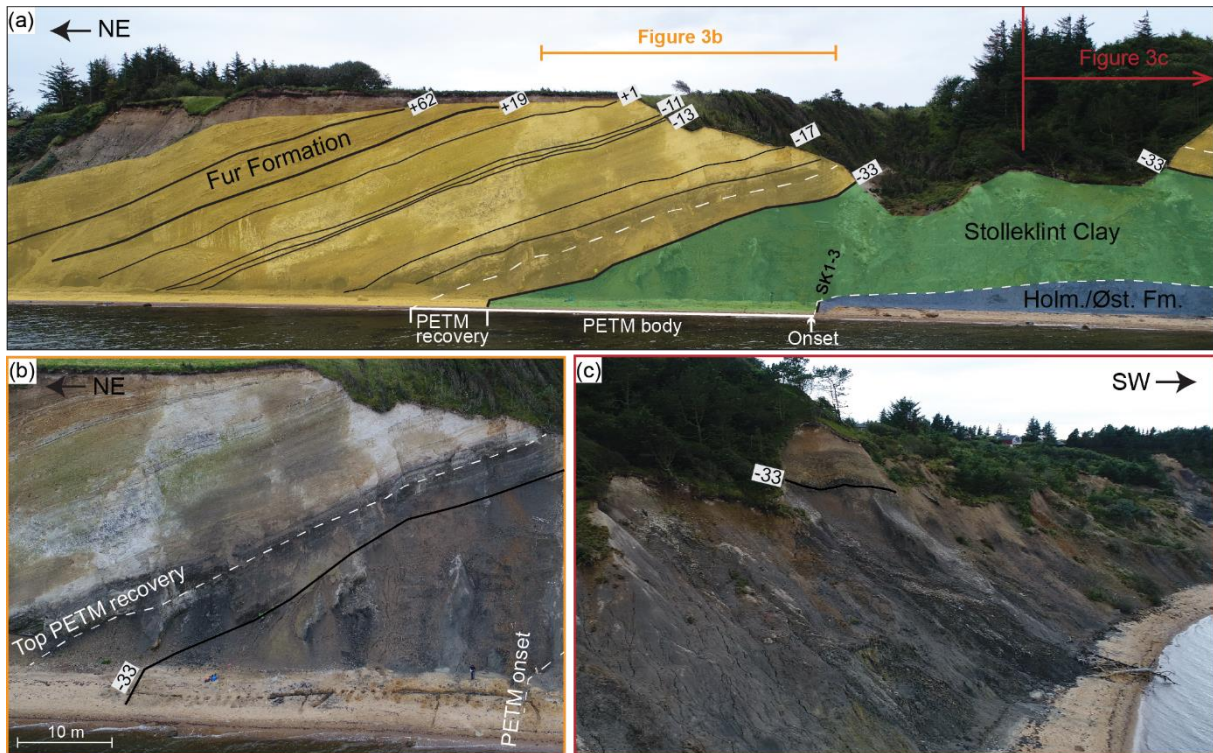 (a)
NE
Figure 3b
Figure 3c
+62
+19
+1
-11
-13
-17
-33
-33
Fur Formation
Stolleklint Clay
SK1-3
Holm./Øst. Fm.
PETM
recovery
PETM body
Onset
(b)
NE
Top PETM recovery
-33
PETM onset
10 m
(c)
SW
-33